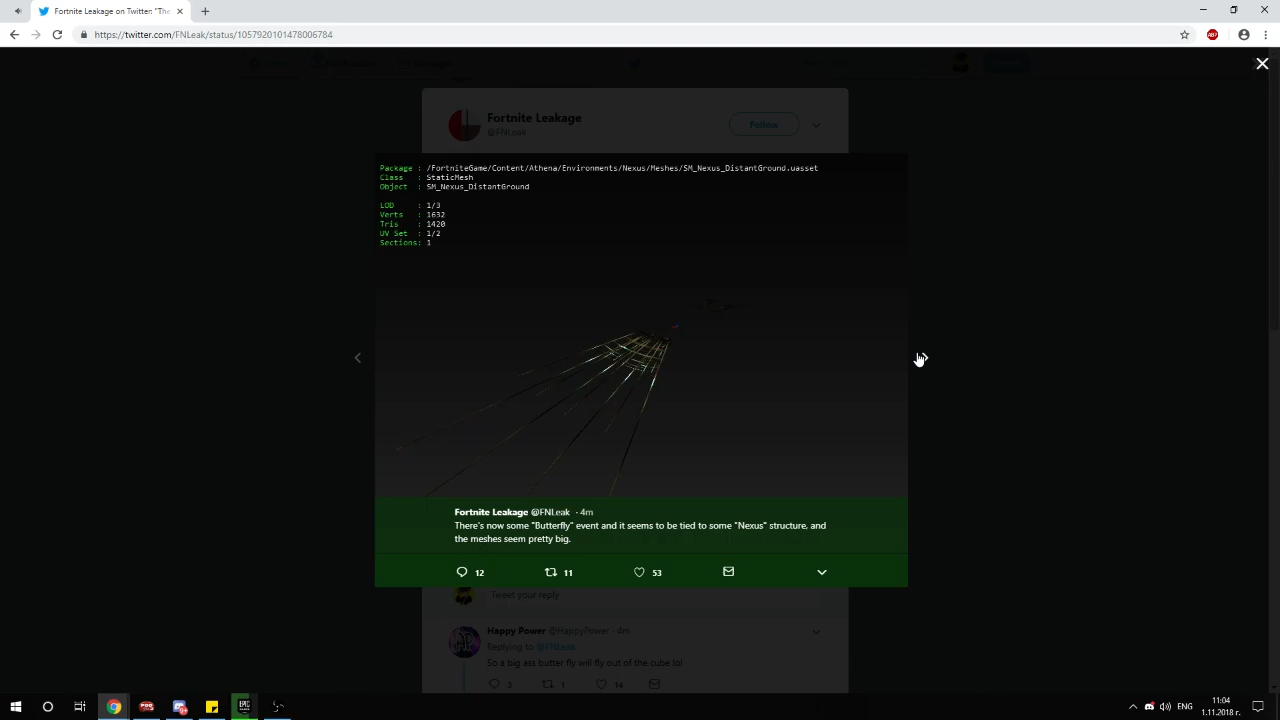 Fortnite Leakage on Twitter: "The
https://twitter.com/FNLeak/status/1057920101478006784
ABP
Fortnite Leakage
@FNLeak
Follow
Package : /FortniteGame/Content/Athena/Environments/Nexus/Meshes/SM_Nexus_DistantGround.uasset
Class : StaticMesh
Object : SM_Nexus_DistantGround
LOD : 1/3
Verts : 1632
Tris : 1420
UV Set : 1/2
Sections: 1
Fortnite Leakage @FNLeak · 4m
There's now some "Butterfly" event and it seems to be tied to some "Nexus" structure, and
the meshes seem pretty big.
12 11 53
Tweet your reply
Happy Power @HappyPower · 4m
Replying to @FNLeak
So a big ass butter fly will fly out of the cube lol
3 1 14
EPIC
GAMES
ENG
11:04
1.11.2018 г.